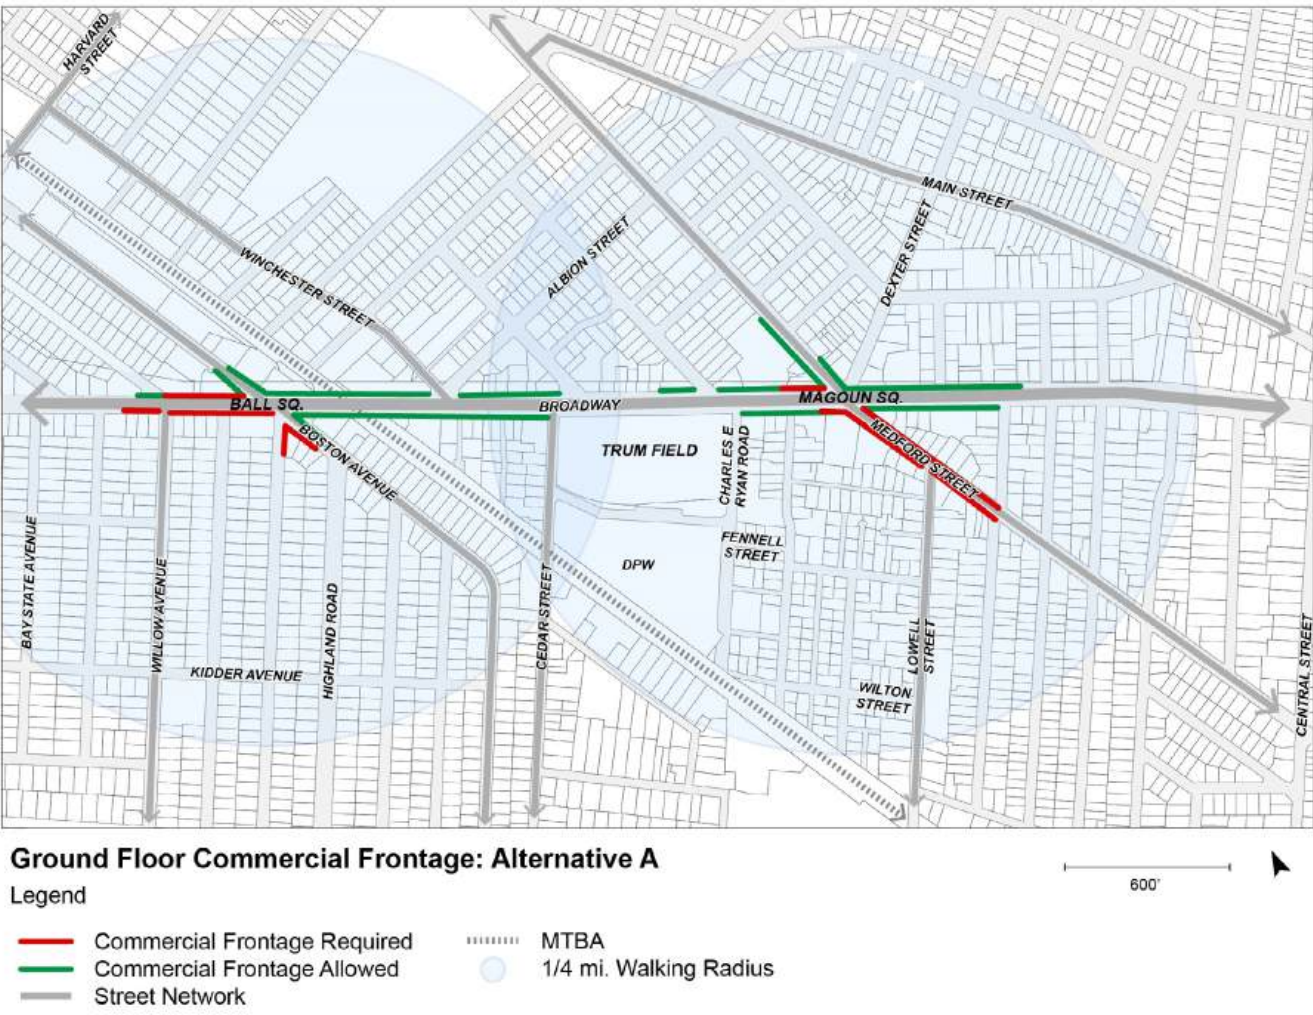 HARVARD
STREET
MAIN STREET
ALBION STREET
DEXTER STREET
WINCHESTER STREET
BALL SQ.
BROADWAY
MAGOUN SQ.
BOSTON AVENUE
TRUM FIELD
CHARLES E
RYAN ROAD
MEDFORD STREET
FENNELL
STREET
DPW
BAY STATE AVENUE
WILLOW AVENUE
HIGHLAND ROAD
CEDAR STREET
LOWELL
STREET
KIDDER AVENUE
WILTON
STREET
CENTRAL STREET
Ground Floor Commercial Frontage: Alternative A
600'
Legend
Commercial Frontage Required
MTBA
Commercial Frontage Allowed
1/4 mi. Walking Radius
Street Network